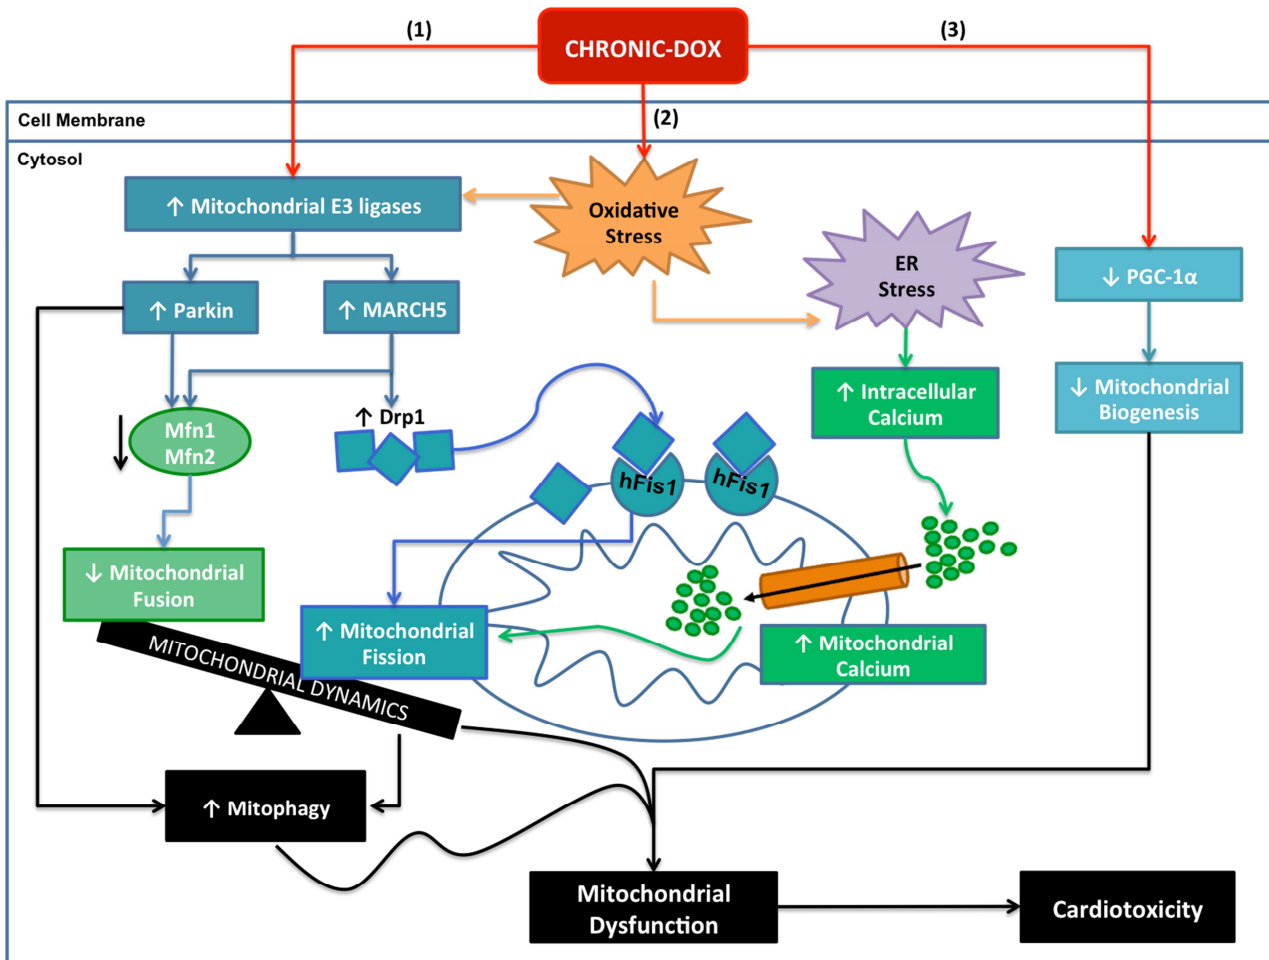 (1)
CHRONIC-DOX
(3)
Cell Membrane
(2)
Cytosol
↑ Mitochondrial E3 ligases
Oxidative
Stress
ER
Stress
↓ PGC-1α
↑ Parkin
↑ MARCH5
↑ Intracellular
Calcium
↓ Mitochondrial
Biogenesis
↑ Drp1
Mfn1
Mfn2
hFis1
hFis1
↓ Mitochondrial
Fusion
↑ Mitochondrial
Fission
↑ Mitochondrial
Calcium
MITOCHONDRIAL DYNAMICS
↑ Mitophagy
Mitochondrial
Dysfunction
Cardiotoxicity